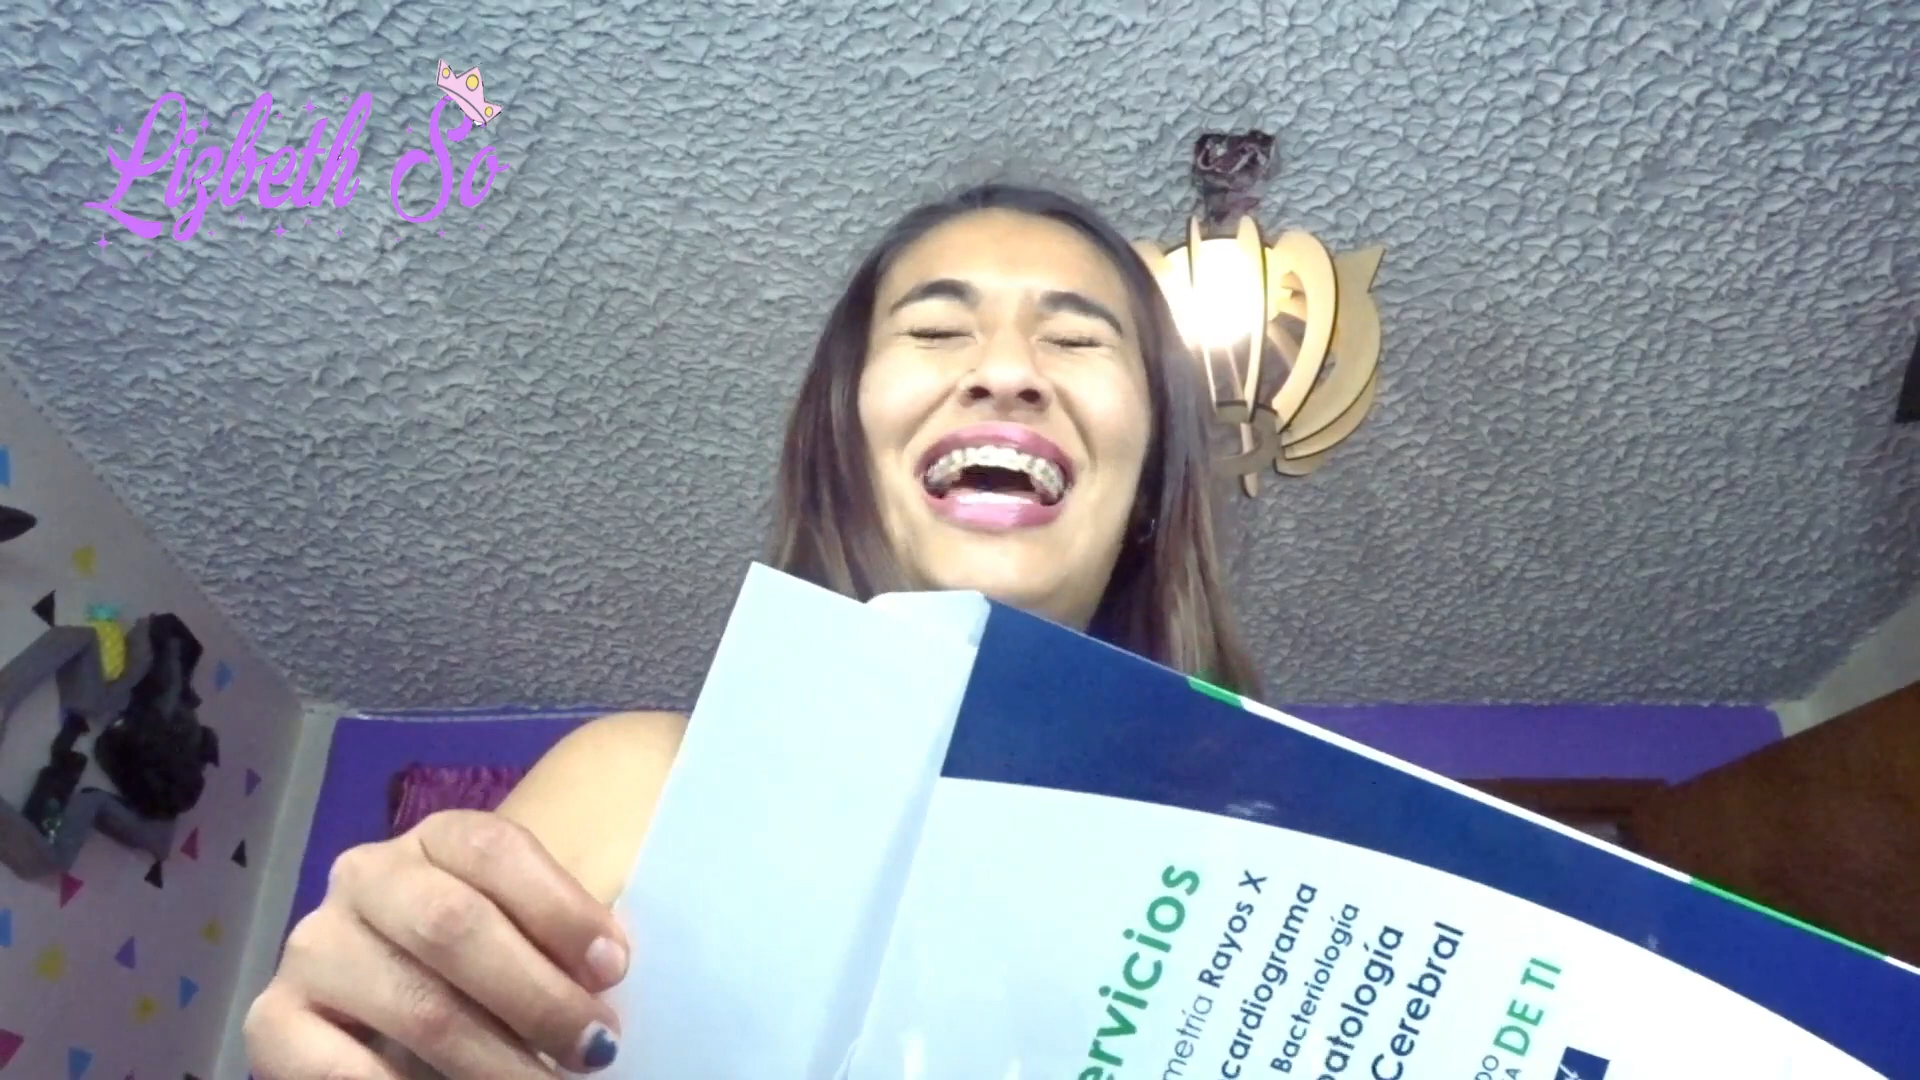 Lizbeth So
ervicios
metría Rayos X
cardiograma
Bacteriología
patología
Cerebral
DE TI